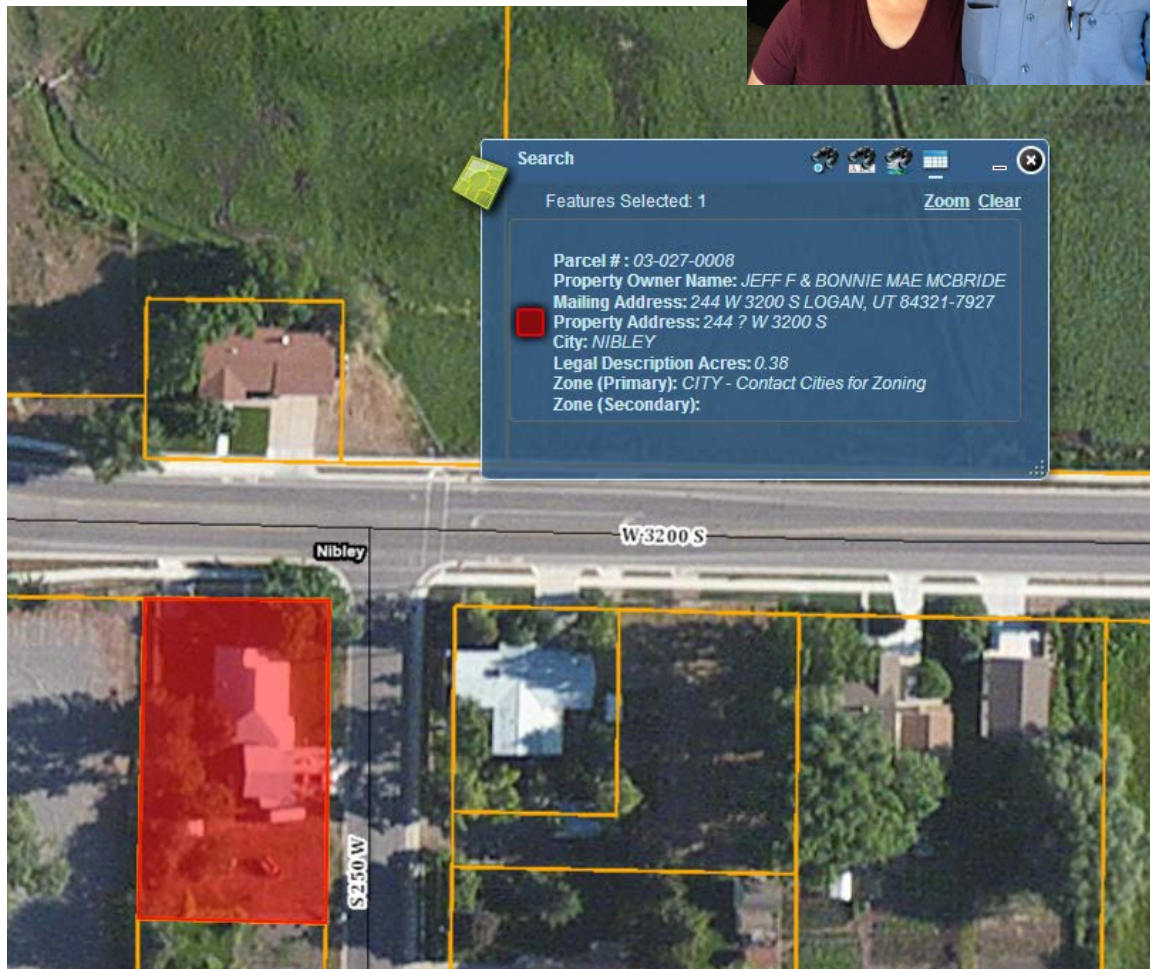 Search
Features Selected: 1 Zoom Clear
Parcel # : 03-027-0008
Property Owner Name: JEFF F & BONNIE MAE MCBRIDE
Mailing Address: 244 W 3200 S LOGAN, UT 84321-7927
Property Address: 244 ? W 3200 S
City: NIBLEY
Legal Description Acres: 0.38
Zone (Primary): CITY - Contact Cities for Zoning
Zone (Secondary):
W 3200 S
Nibley
S 250 W